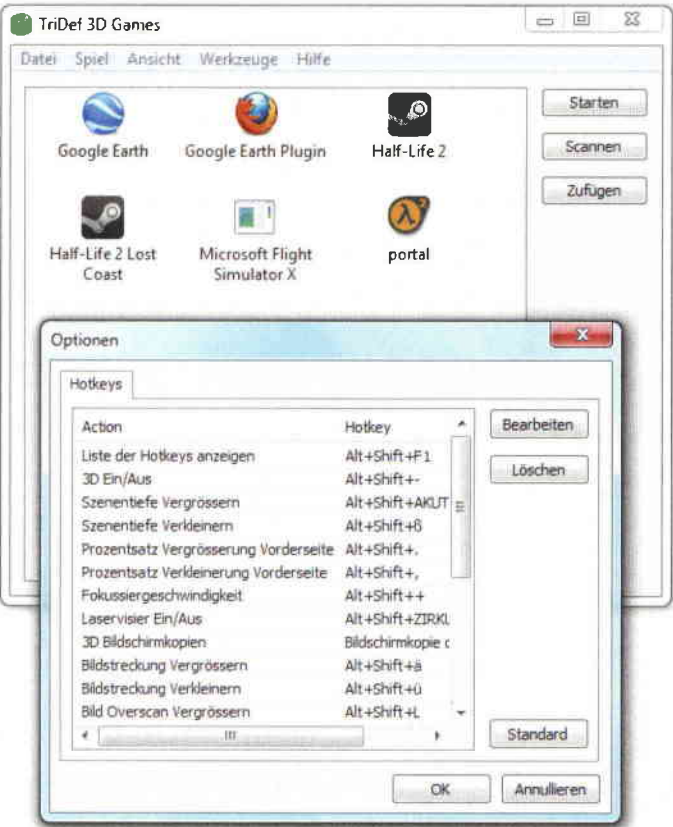 TriDef 3D Games
Datei Spiel Ansicht Werkzeuge Hilfe
Google Earth
Google Earth Plugin
Half-Life 2
Starten
Scannen
Zufügen
Half-Life 2 Lost
Coast
Microsoft Flight
Simulator X
portal
Optionen
Hotkeys
Action Hotkey
Liste der Hotkeys anzeigen Alt+Shift+F1
3D Ein/Aus Alt+Shift+-
Szenentiefe Vergrössern Alt+Shift+AKUT
Szenentiefe Verkleinern Alt+Shift+ß
Prozentsatz Vergrösserung Vorderseite Alt+Shift+.
Prozentsatz Verkleinerung Vorderseite Alt+Shift+,
Fokussiergeschwindigkeit Alt+Shift++
Laservisier Ein/Aus Alt+Shift+ZIRKL
3D Bildschirmkopien Bildschirmkopie c
Bildstreckung Vergrössern Alt+Shift+ä
Bildstreckung Verkleinern Alt+Shift+ü
Bild Overscan Vergrössern Alt+Shift+L
Bearbeiten
Löschen
Standard
OK
Annullieren